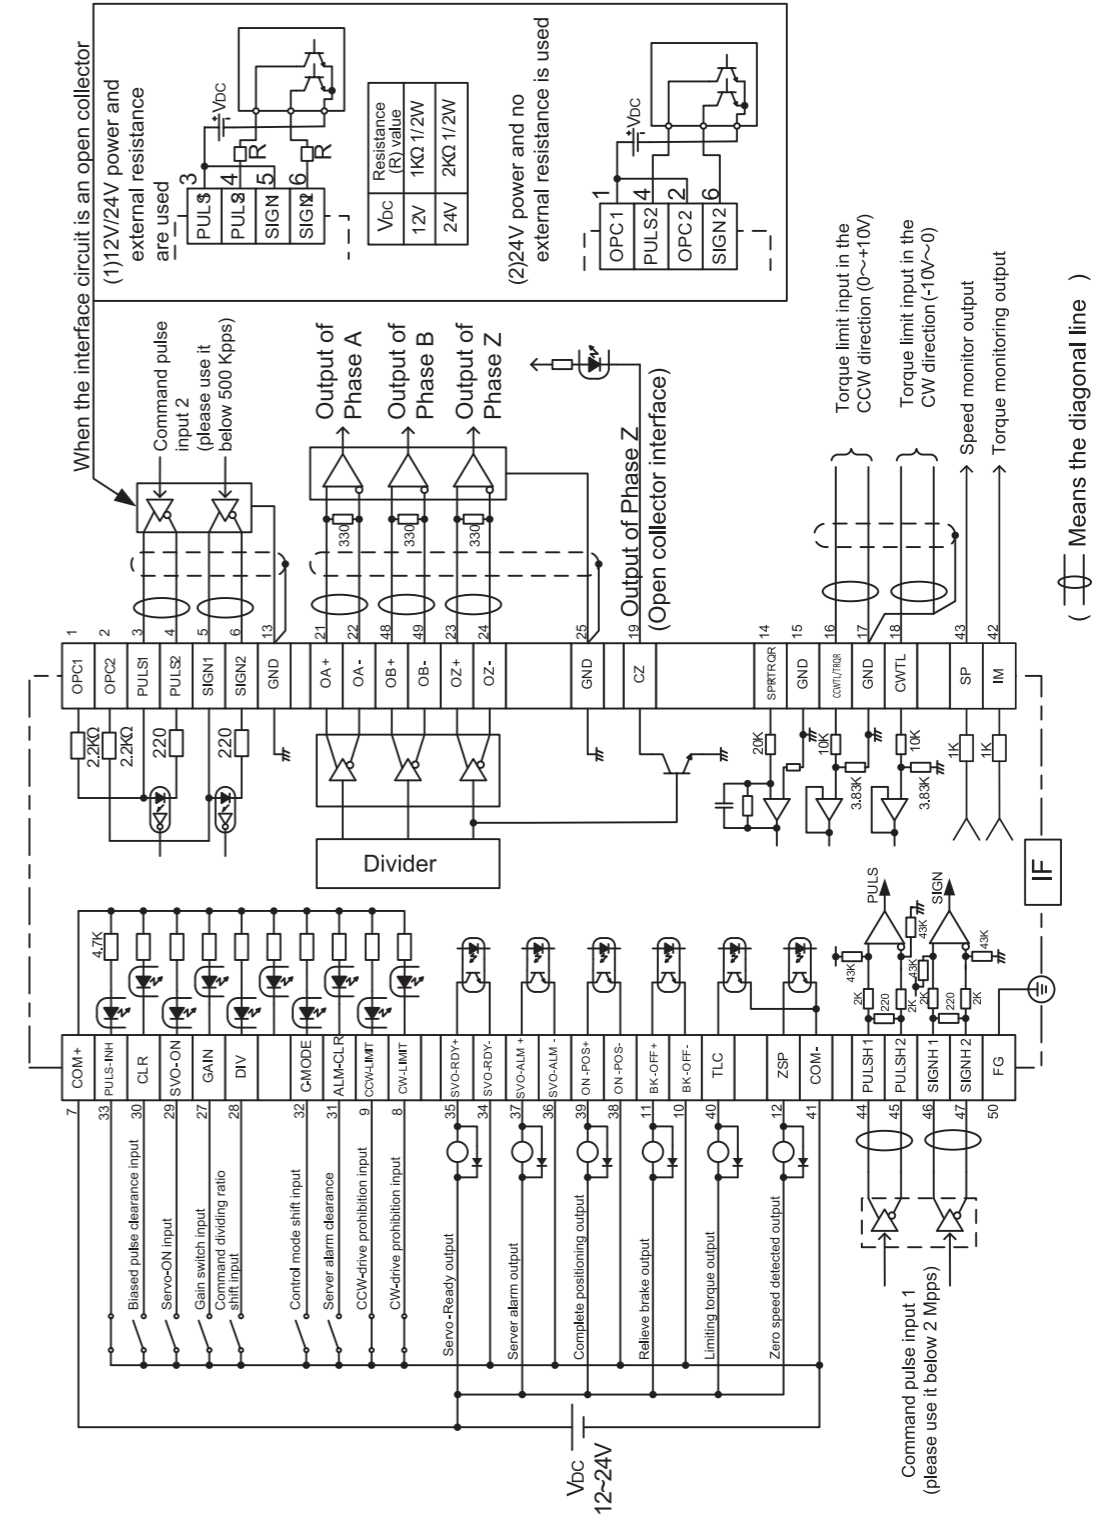 When the interface circuit is an open collector
(1)12V/24V power and
external resistance
are used
VDC
R
R
3
4
5
6
PULS1
PULS2
SIGN1
SIGN2
VDC
Resistance
(R) value
12V
1KΩ 1/2W
24V
2KΩ 1/2W
(2)24V power and no
external resistance is used
VDC
1
4
2
6
OPC1
PULS2
OPC2
SIGN2
Command pulse
input 2
(please use it
below 500 Kpps)
Output of
Phase A
Output of
Phase B
Output of
Phase Z
330
330
330
Output of Phase Z
(Open collector interface)
Torque limit input in the
CCW direction (0~+10V)
Torque limit input in the
CW direction (-10V~0)
Speed monitor output
Torque monitoring output
( Means the diagonal line )
1
2
3
4
5
6
13
21
22
48
49
23
24
25
19
14
15
16
17
18
43
42
OPC1
OPC2
PULS1
PULS2
SIGN1
SIGN2
GND
OA+
OA-
OB+
OB-
OZ+
OZ-
GND
CZ
SPR/TRQR
GND
CCWTL/TRQR
GND
CWTL
SP
IM
2.2KΩ
2.2KΩ
220
220
20K
10K
3.83K
10K
3.83K
1K
1K
Divider
IF
4.7K
PULS
SIGN
43K
43K
43K
43K
2K
220
2K
2K
220
2K
COM+
PULS-INH
CLR
SVO-ON
GAIN
DIV
C-MODE
ALM-CLR
CCW-LIMIT
CW-LIMIT
SVO-RDY+
SVO-RDY-
SVO-ALM +
SVO-ALM -
ON-POS+
ON-POS-
BK-OFF+
BK-OFF-
TLC
ZSP
COM-
PULSH1
PULSH2
SIGNH1
SIGNH2
FG
7
33
30
29
27
28
32
31
9
8
35
34
37
36
39
38
11
10
40
12
41
44
45
46
47
50
Biased pulse clearance input
Servo-ON input
Gain switch input
Command dividing ratio
shift input
Control mode shift input
Server alarm clearance
CCW-drive prohibition input
CW-drive prohibition input
Servo-Ready output
Server alarm output
Complete positioning output
Relieve brake output
Limiting torque output
Zero speed detected output
VDC
12~24V
Command pulse input 1
(please use it below 2 Mpps)